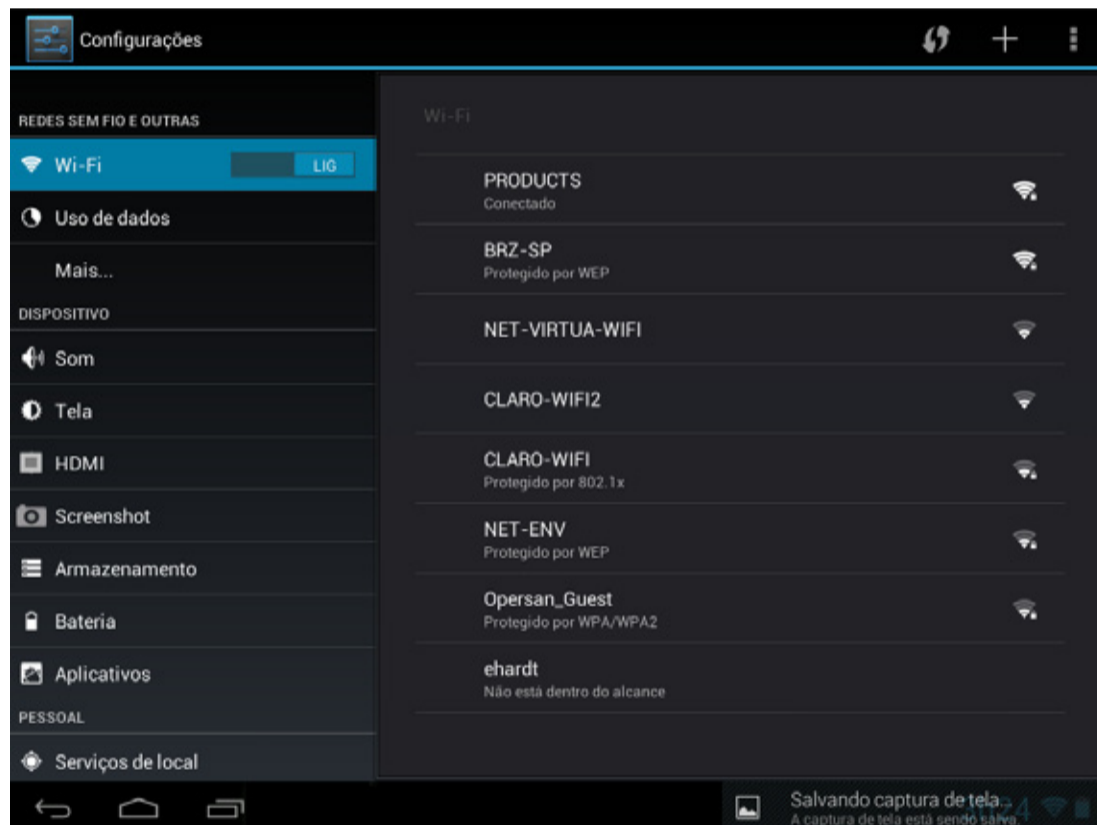 Configurações
REDES SEM FIO E OUTRAS
Wi-Fi
LIG
Uso de dados
Mais...
DISPOSITIVO
Som
Tela
HDMI
Screenshot
Armazenamento
Bateria
Aplicativos
PESSOAL
Serviços de local
Wi-Fi
PRODUCTS
Conectado
BRZ-SP
Protegido por WEP
NET-VIRTUA-WIFI
CLARO-WIFI2
CLARO-WIFI
Protegido por 802.1x
NET-ENV
Protegido por WEP
Opersan_Guest
Protegido por WPA/WPA2
ehardt
Não está dentro do alcance
Salvando captura de tela...
A captura de tela está sendo salva.